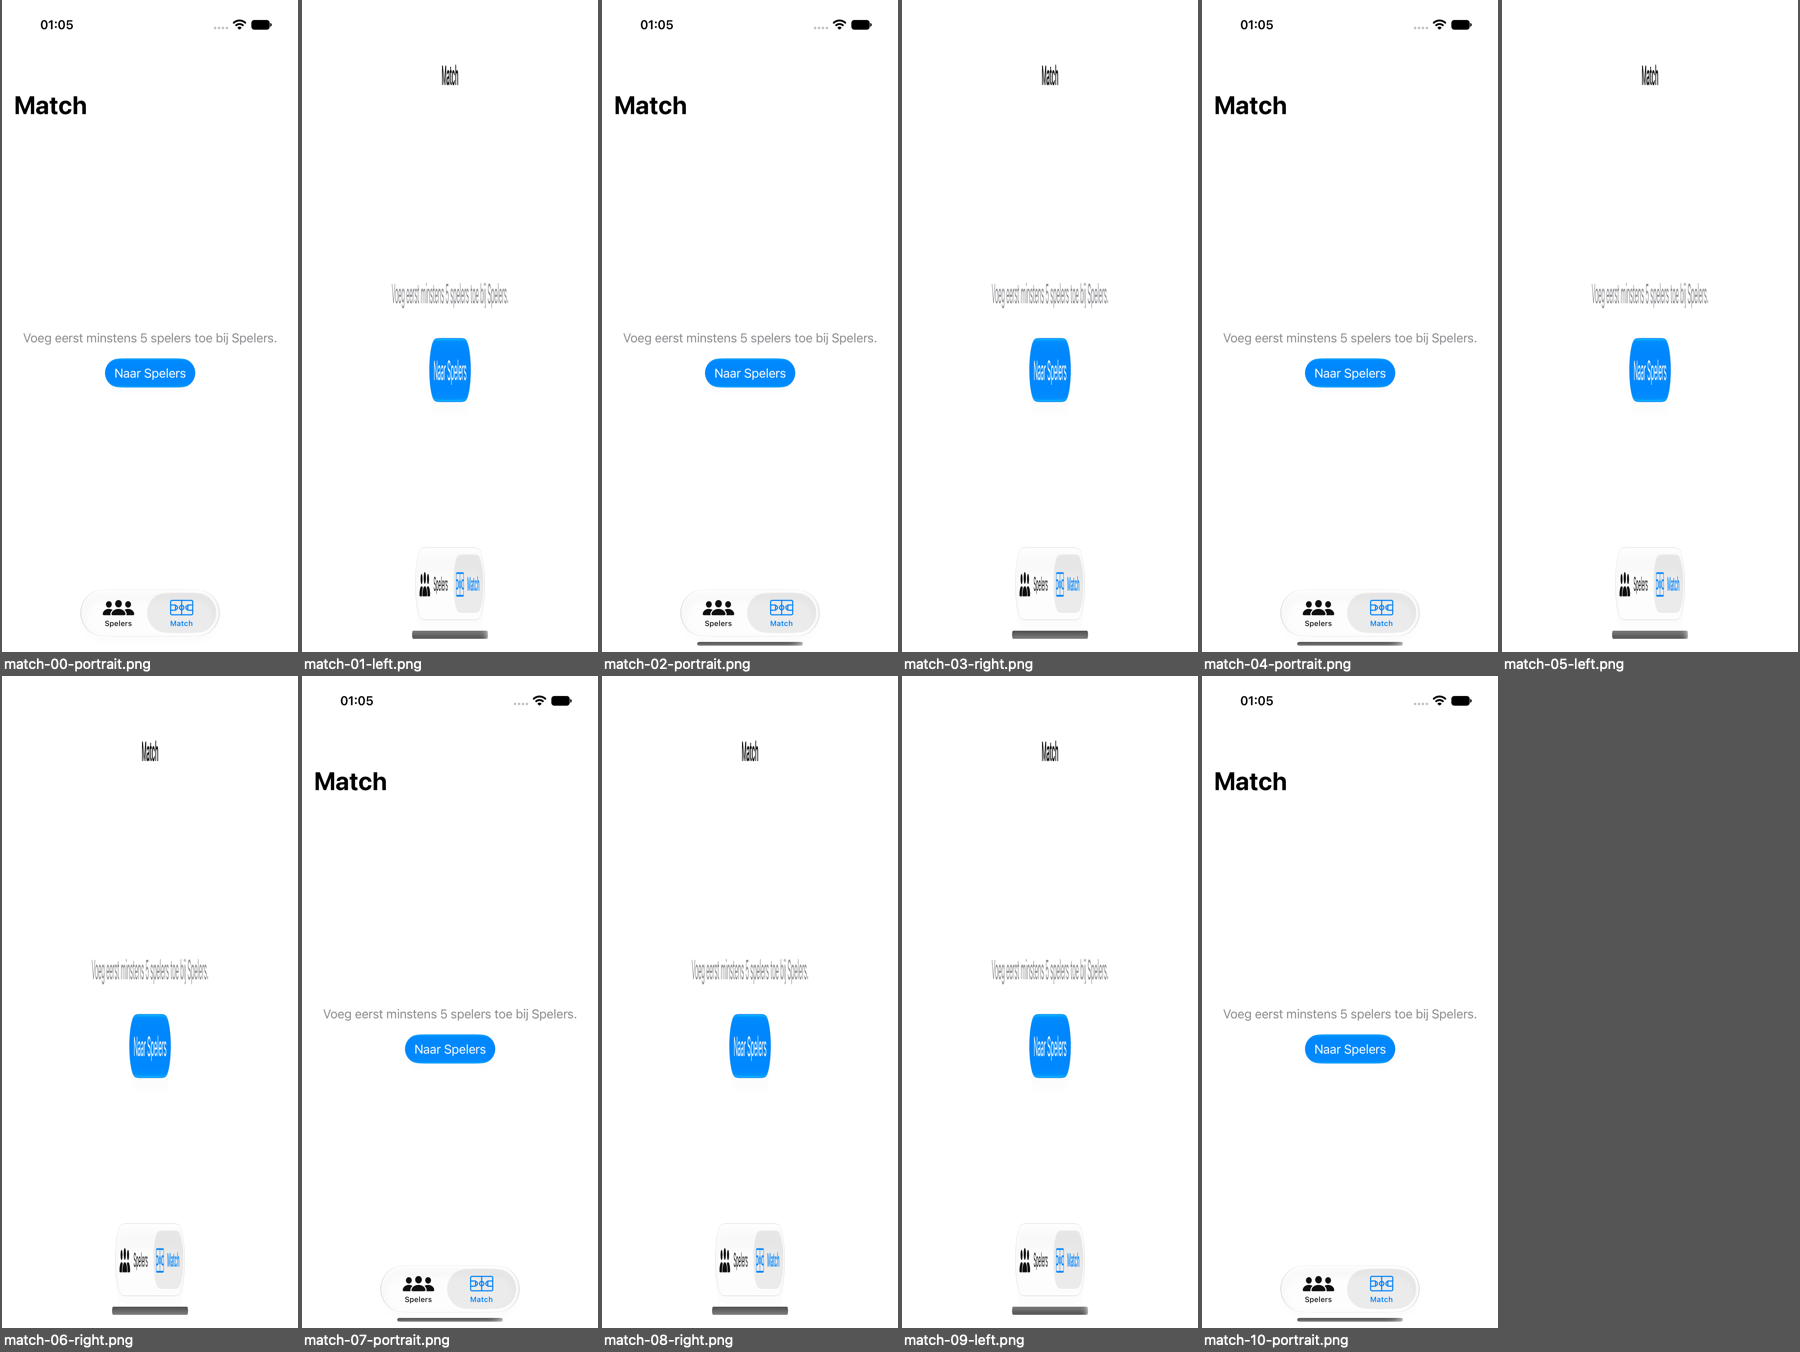 01:05
Match
Voeg eerst minstens 5 spelers toe bij Spelers.
Naar Spelers
Spelers
Match
match-00-portrait.png
Match
Voeg eerst minstens 5 spelers toe bij Spelers.
Naar Spelers
Spelers
Match
match-01-left.png
01:05
Match
Voeg eerst minstens 5 spelers toe bij Spelers.
Naar Spelers
Spelers
Match
match-02-portrait.png
Match
Voeg eerst minstens 5 spelers toe bij Spelers.
Naar Spelers
Spelers
Match
match-03-right.png
01:05
Match
Voeg eerst minstens 5 spelers toe bij Spelers.
Naar Spelers
Spelers
Match
match-04-portrait.png
Match
Voeg eerst minstens 5 spelers toe bij Spelers.
Naar Spelers
Spelers
Match
match-05-left.png
Match
Voeg eerst minstens 5 spelers toe bij Spelers.
Naar Spelers
Spelers
Match
match-06-right.png
01:05
Match
Voeg eerst minstens 5 spelers toe bij Spelers.
Naar Spelers
Spelers
Match
match-07-portrait.png
Match
Voeg eerst minstens 5 spelers toe bij Spelers.
Naar Spelers
Spelers
Match
match-08-right.png
Match
Voeg eerst minstens 5 spelers toe bij Spelers.
Naar Spelers
Spelers
Match
match-09-left.png
01:05
Match
Voeg eerst minstens 5 spelers toe bij Spelers.
Naar Spelers
Spelers
Match
match-10-portrait.png